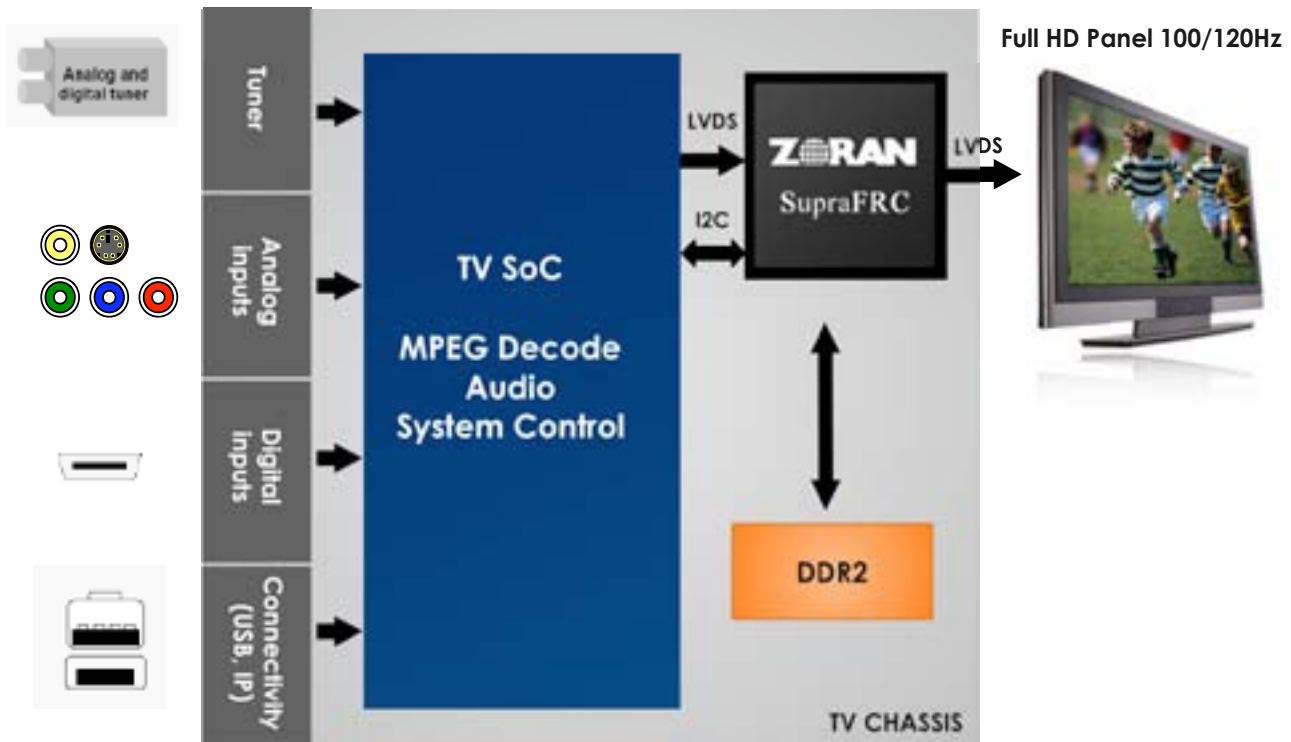 Full HD Panel 100/120Hz
Analog and
digital tuner
Tuner
Analog
inputs
Digital
inputs
Connectivity
(USB, IP)
TV SoC
MPEG Decode
Audio
System Control
LVDS
I2C
ZORAN
SupraFRC
LVDS
DDR2
TV CHASSIS